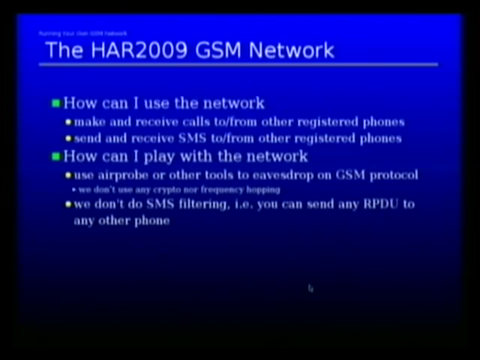 Running Your Own GSM Network
The HAR2009 GSM Network
How can I use the network
make and receive calls to/from other registered phones
send and receive SMS to/from other registered phones
How can I play with the network
use airprobe or other tools to eavesdrop on GSM protocol
we don't use any crypto nor frequency hopping
we don't do SMS filtering, i.e. you can send any RPDU to
any other phone